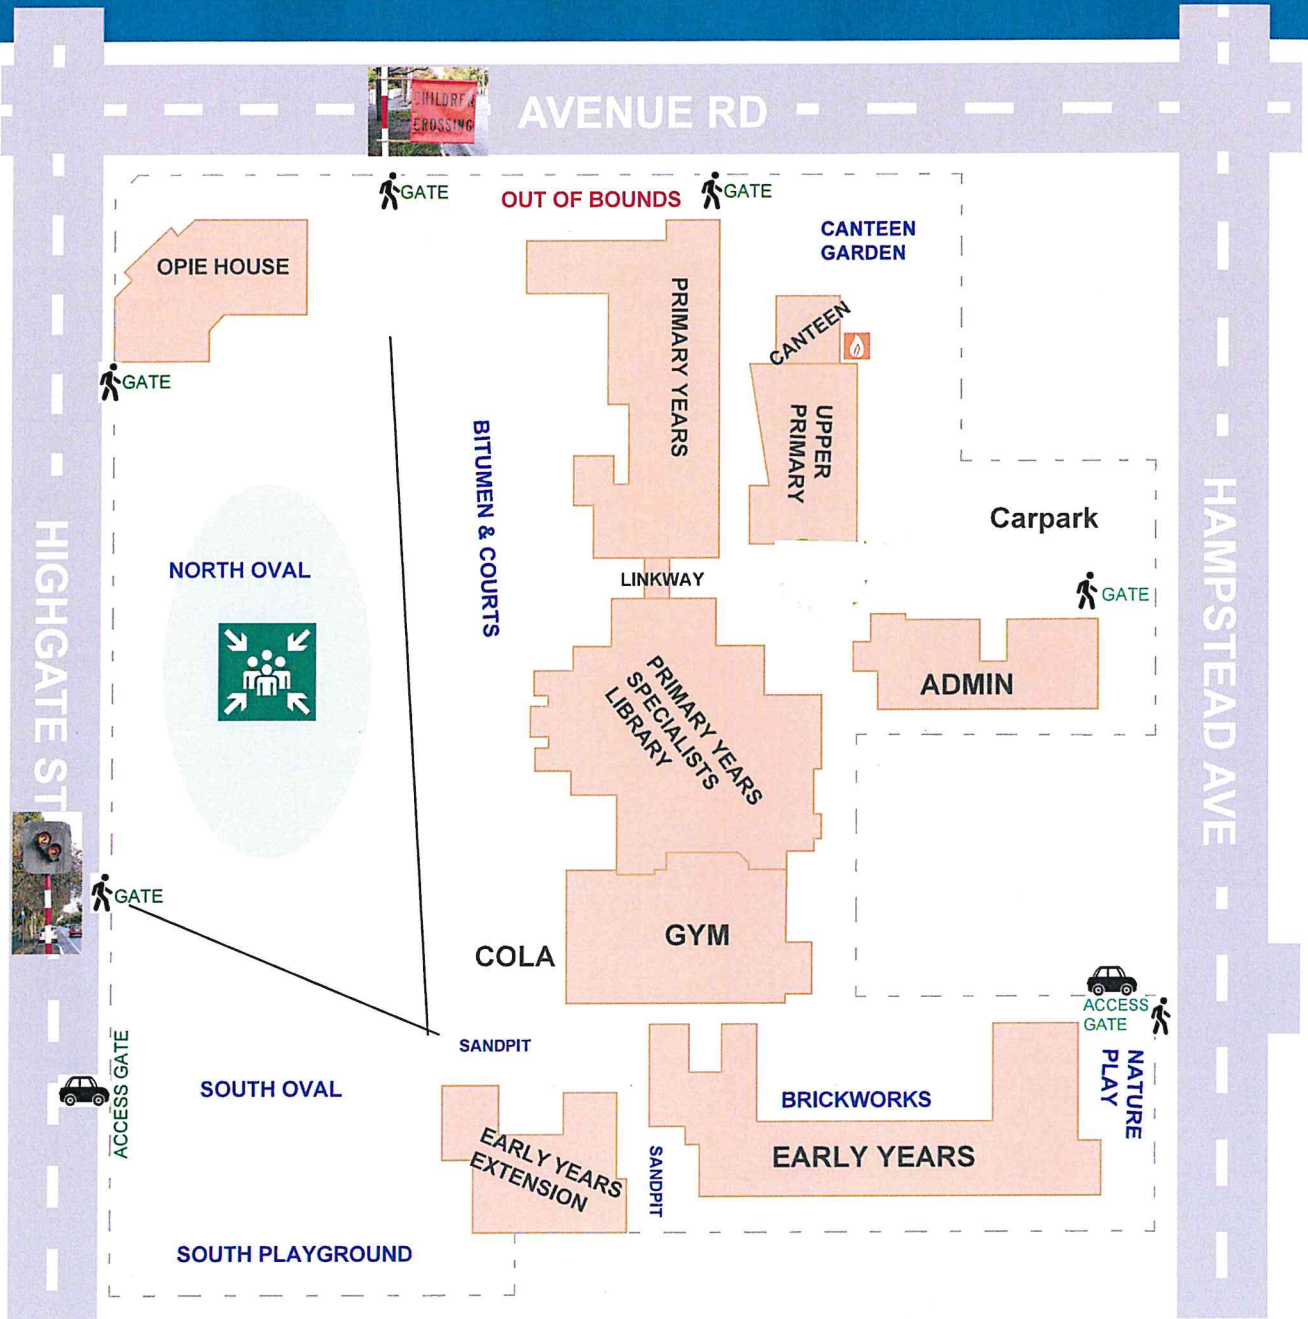 AVENUE RD
CHILDREN
CROSSING
GATE
OUT OF BOUNDS
GATE
CANTEEN
GARDEN
OPIE HOUSE
PRIMARY YEARS
CANTEEN
GATE
UPPER
PRIMARY
BITUMEN & COURTS
Carpark
HIGHGATE ST
HAMPSTEAD AVE
NORTH OVAL
LINKWAY
GATE
PRIMARY YEARS
SPECIALISTS
LIBRARY
ADMIN
GATE
GYM
COLA
ACCESS
GATE
SANDPIT
ACCESS GATE
SOUTH OVAL
BRICKWORKS
NATURE
PLAY
EARLY YEARS
EXTENSION
SANDPIT
EARLY YEARS
SOUTH PLAYGROUND